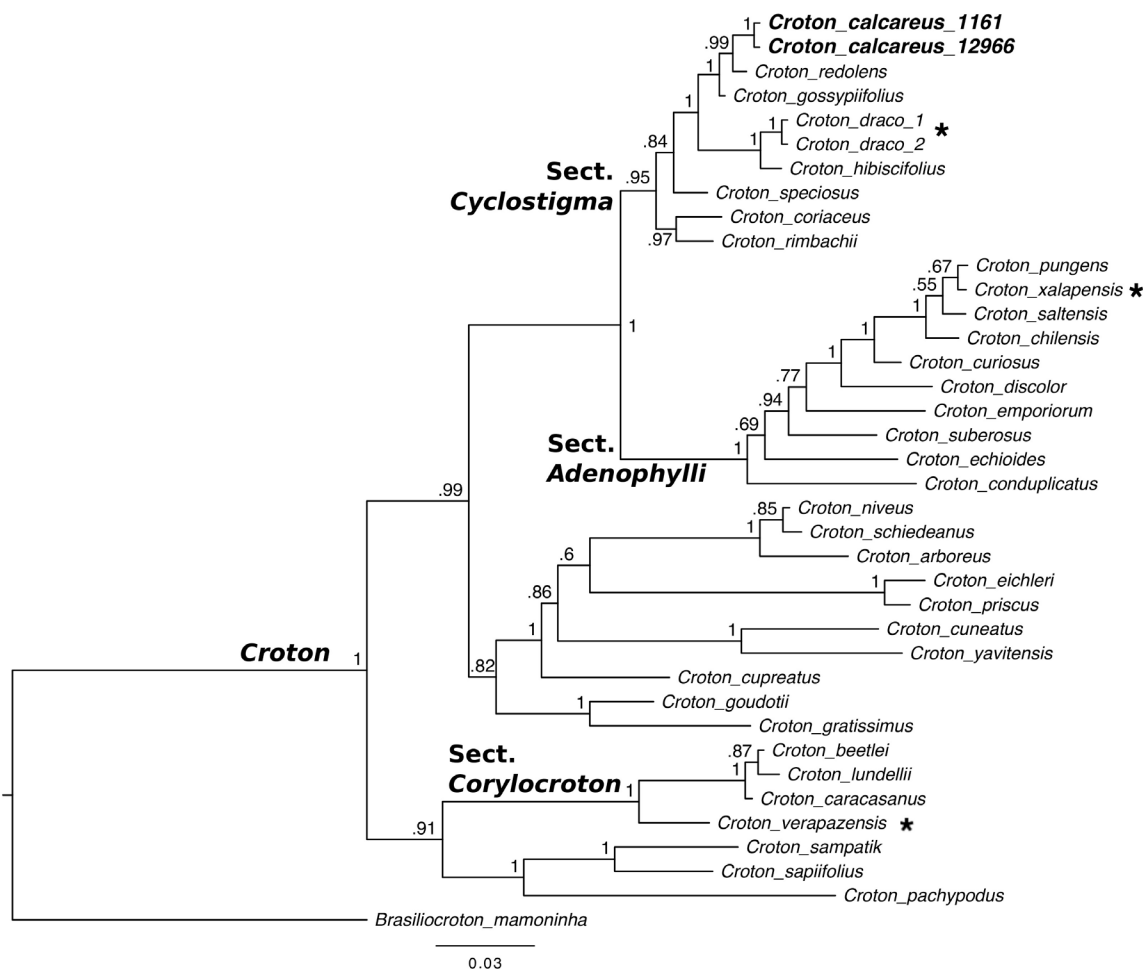 1
Croton_calcareus_1161
.99
Croton_calcareus_12966
1
Croton_redolens
Croton_gossypiifolius
1
1
Croton_draco_1
*
.84
1
Croton_draco_2
Croton_hibiscifolius
Sect.
Cyclostigma
.95
Croton_speciosus
Croton_coriaceus
.97
Croton_rimbachii
.67
Croton_pungens
.55
Croton_xalapensis *
1
Croton_saltensis
1
Croton_chilensis
1
1
Croton_curiosus
.77
Croton_discolor
.94
Croton_emporiorum
.69
Croton_suberosus
Sect.
Adenophylli
1
Croton_echioides
Croton_conduplicatus
.99
.85
Croton_niveus
1
Croton_schiedeanus
.6
Croton_arboreus
1
Croton_eichleri
.86
Croton_priscus
1
1
Croton_cuneatus
Croton_yavitensis
Croton
1
.82
Croton_cupreatus
1
Croton_goudotii
Croton_gratissimus
Sect.
Corylocroton
.87
Croton_beetlei
1
Croton_lundellii
1
Croton_caracasanus
.91
Croton_verapazensis *
1
Croton_sampatik
1
Croton_sapiifolius
Croton_pachypodus
Brasiliocroton_mamoninha
0.03